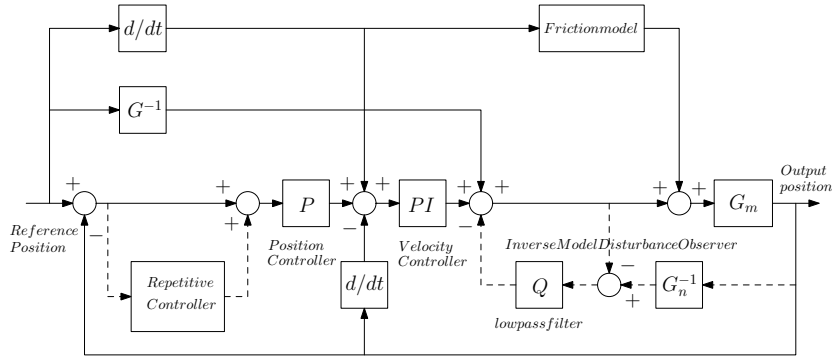 d/dt
Frictionmodel
G⁻¹
+ + + + + + + + +
Output
position
P
PI
G_m
Reference
Position
−
+
−
−
Position
Controller
Velocity
Controller
InverseModelDisturbanceObserver
Repetitive
Controller
d/dt
Q
−
+
G_n⁻¹
lowpassfilter